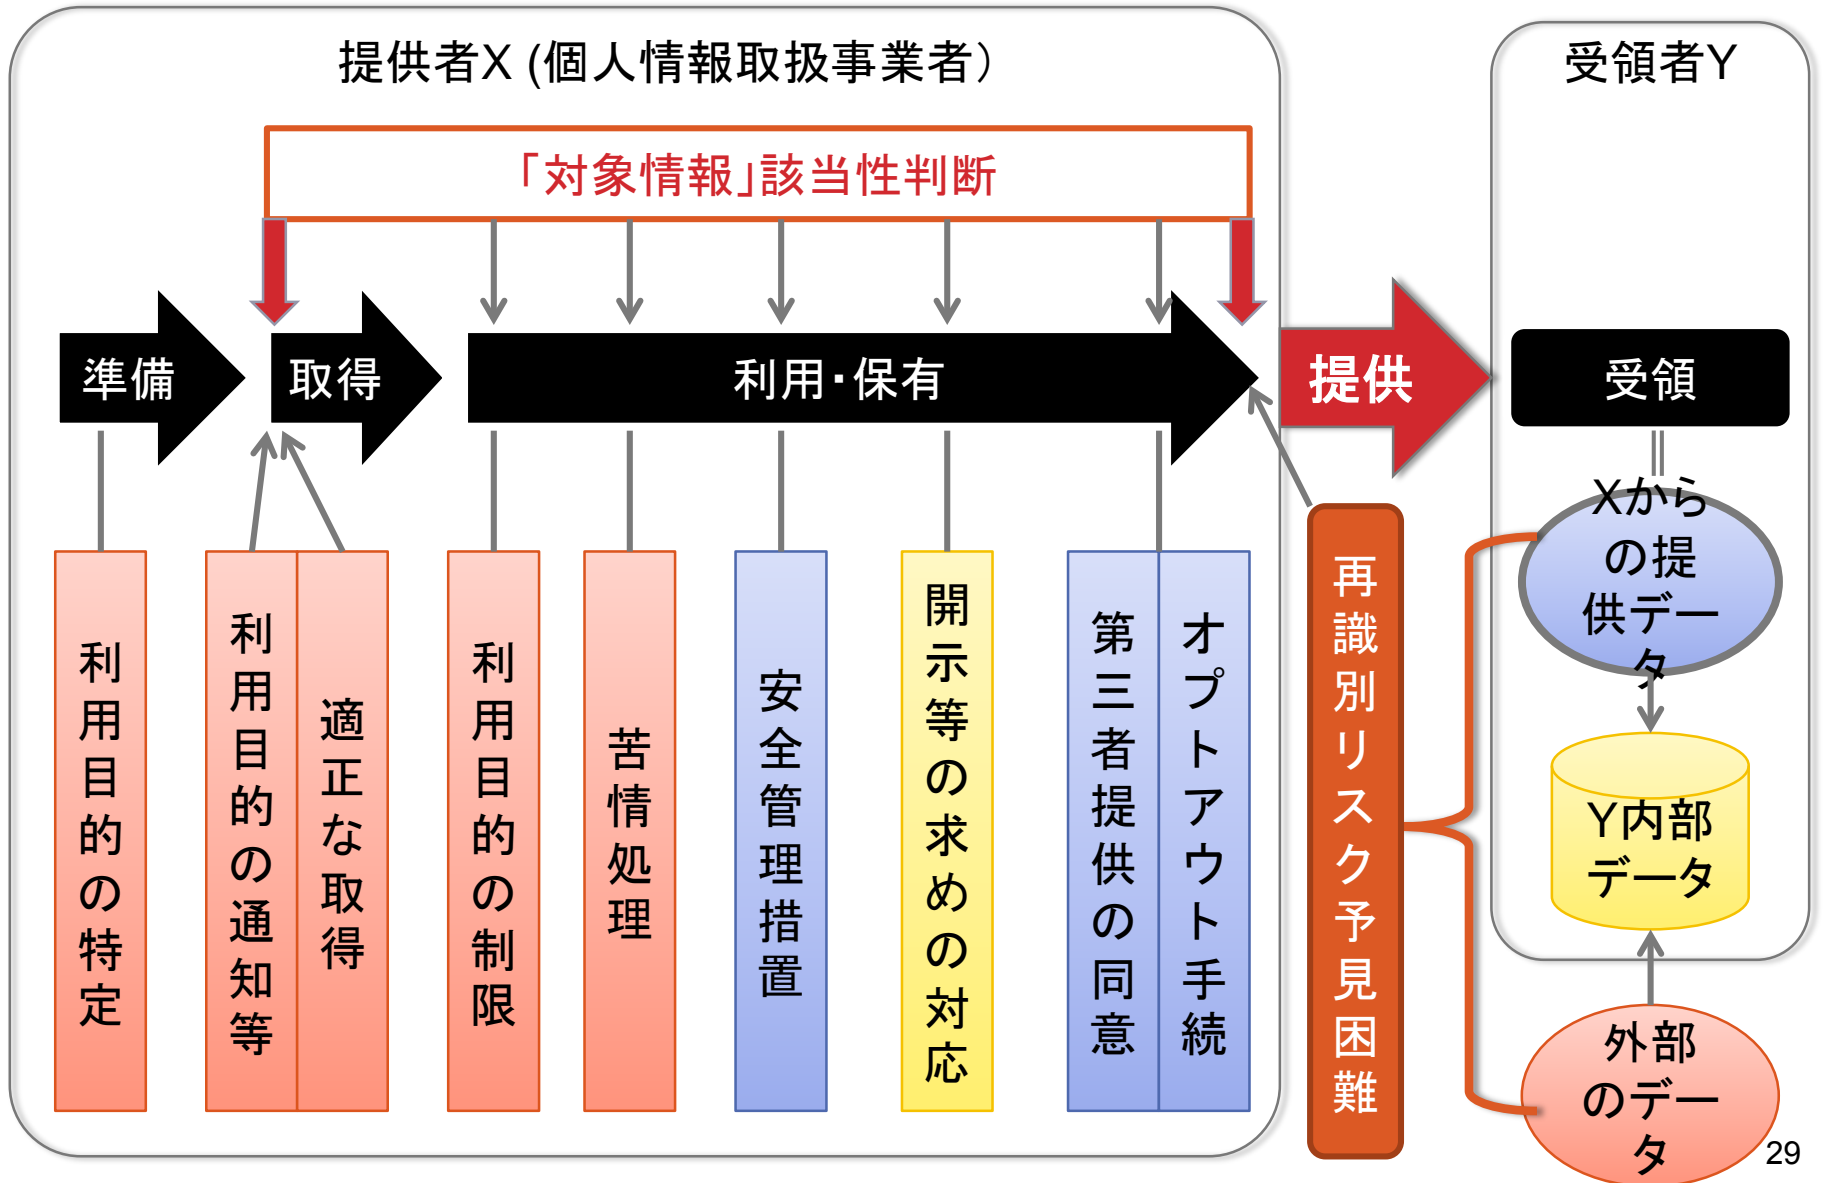 提供者X (個人情報取扱事業者）
受領者Y
「対象情報」該当性判断
準備
取得
利用・保有
提供
受領
利用目的の特定
利用目的の通知等
適正な取得
利用目的の制限
苦情処理
安全管理措置
開示等の求めの対応
第三者提供の同意
オプトアウト手続
再識別リスク予見困難
Xから
の提
供デー
タ
Y内部
データ
外部
のデー
タ
29